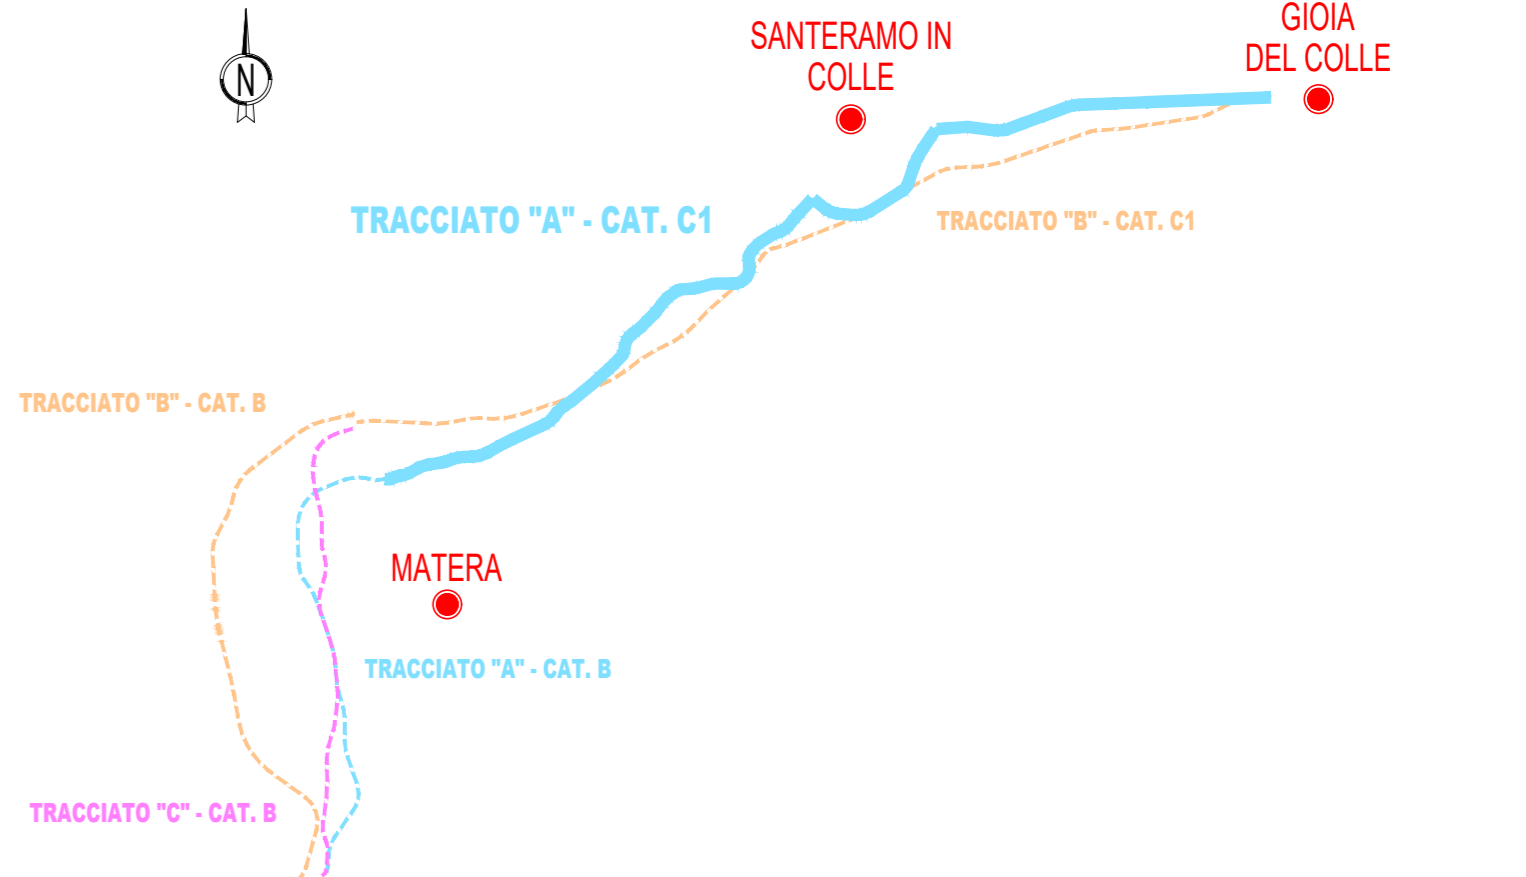 GIOIA
DEL COLLE
SANTERAMO IN
COLLE
N
TRACCIATO "A" - CAT. C1
TRACCIATO "B" - CAT. C1
TRACCIATO "B" - CAT. B
MATERA
TRACCIATO "A" - CAT. B
TRACCIATO "C" - CAT. B